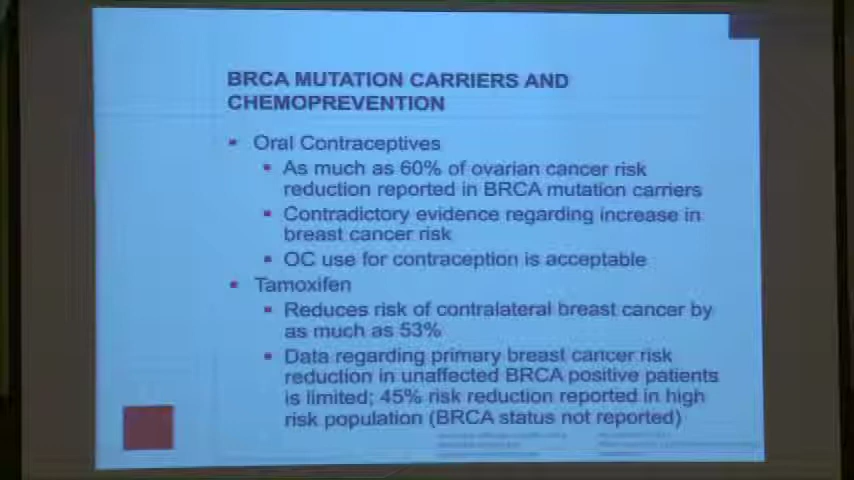 BRCA MUTATION CARRIERS AND
CHEMOPREVENTION
▪ Oral Contraceptives
▪ As much as 60% of ovarian cancer risk
reduction reported in BRCA mutation carriers
▪ Contradictory evidence regarding increase in
breast cancer risk
▪ OC use for contraception is acceptable
▪ Tamoxifen
▪ Reduces risk of contralateral breast cancer by
as much as 53%
▪ Data regarding primary breast cancer risk
reduction in unaffected BRCA positive patients
is limited; 45% risk reduction reported in high
risk population (BRCA status not reported)